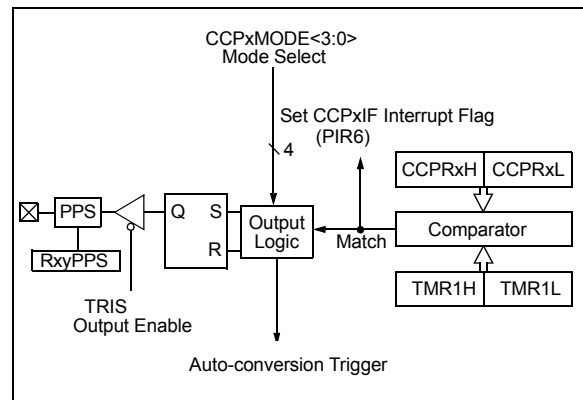 CCPxMODE<3:0>
Mode Select
Set CCPxIF Interrupt Flag
(PIR6)
4
CCPRxH CCPRxL
PPS
Q S
R
Output
Logic
Match
Comparator
RxyPPS
TMR1H TMR1L
TRIS
Output Enable
Auto-conversion Trigger